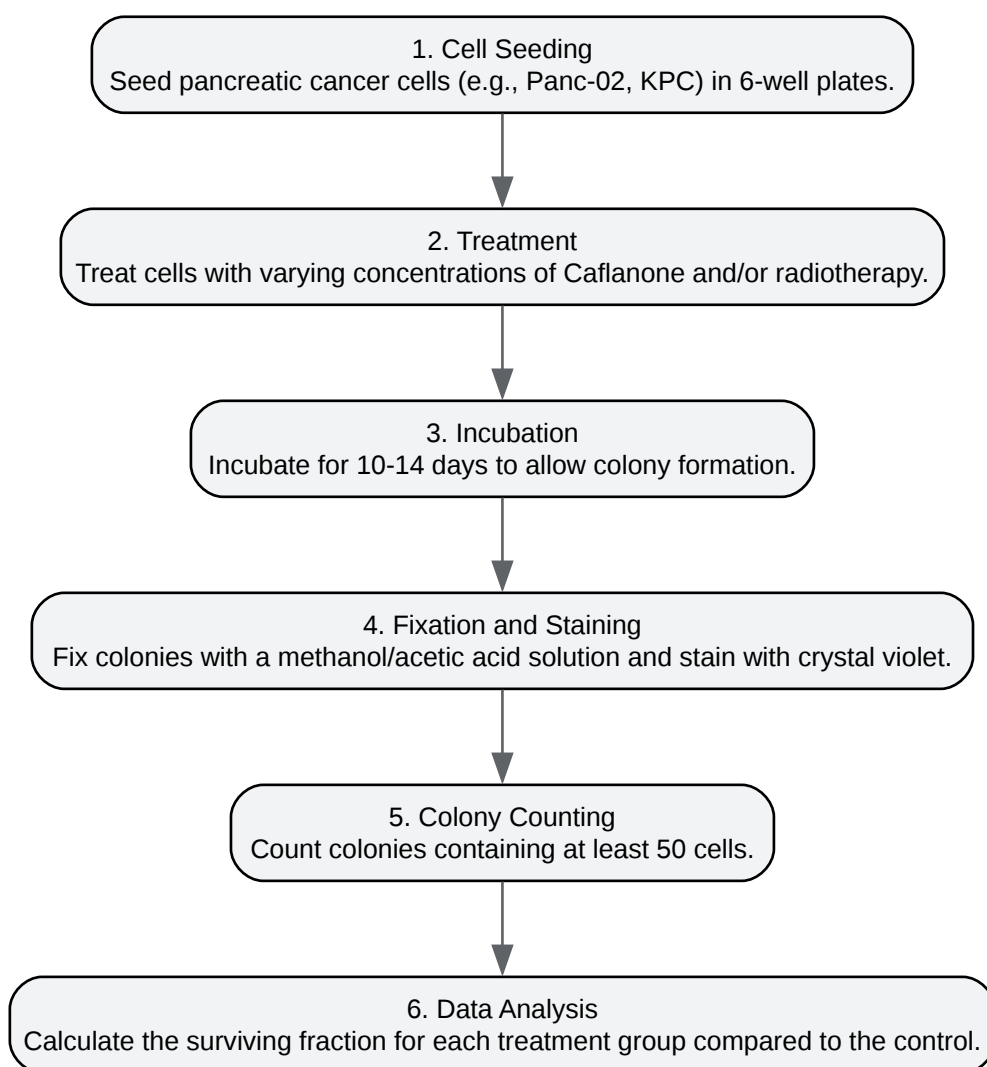 1. Cell Seeding
Seed pancreatic cancer cells (e.g., Panc-02, KPC) in 6-well plates.
2. Treatment
Treat cells with varying concentrations of Caflanone and/or radiotherapy.
3. Incubation
Incubate for 10-14 days to allow colony formation.
4. Fixation and Staining
Fix colonies with a methanol/acetic acid solution and stain with crystal violet.
5. Colony Counting
Count colonies containing at least 50 cells.
6. Data Analysis
Calculate the surviving fraction for each treatment group compared to the control.